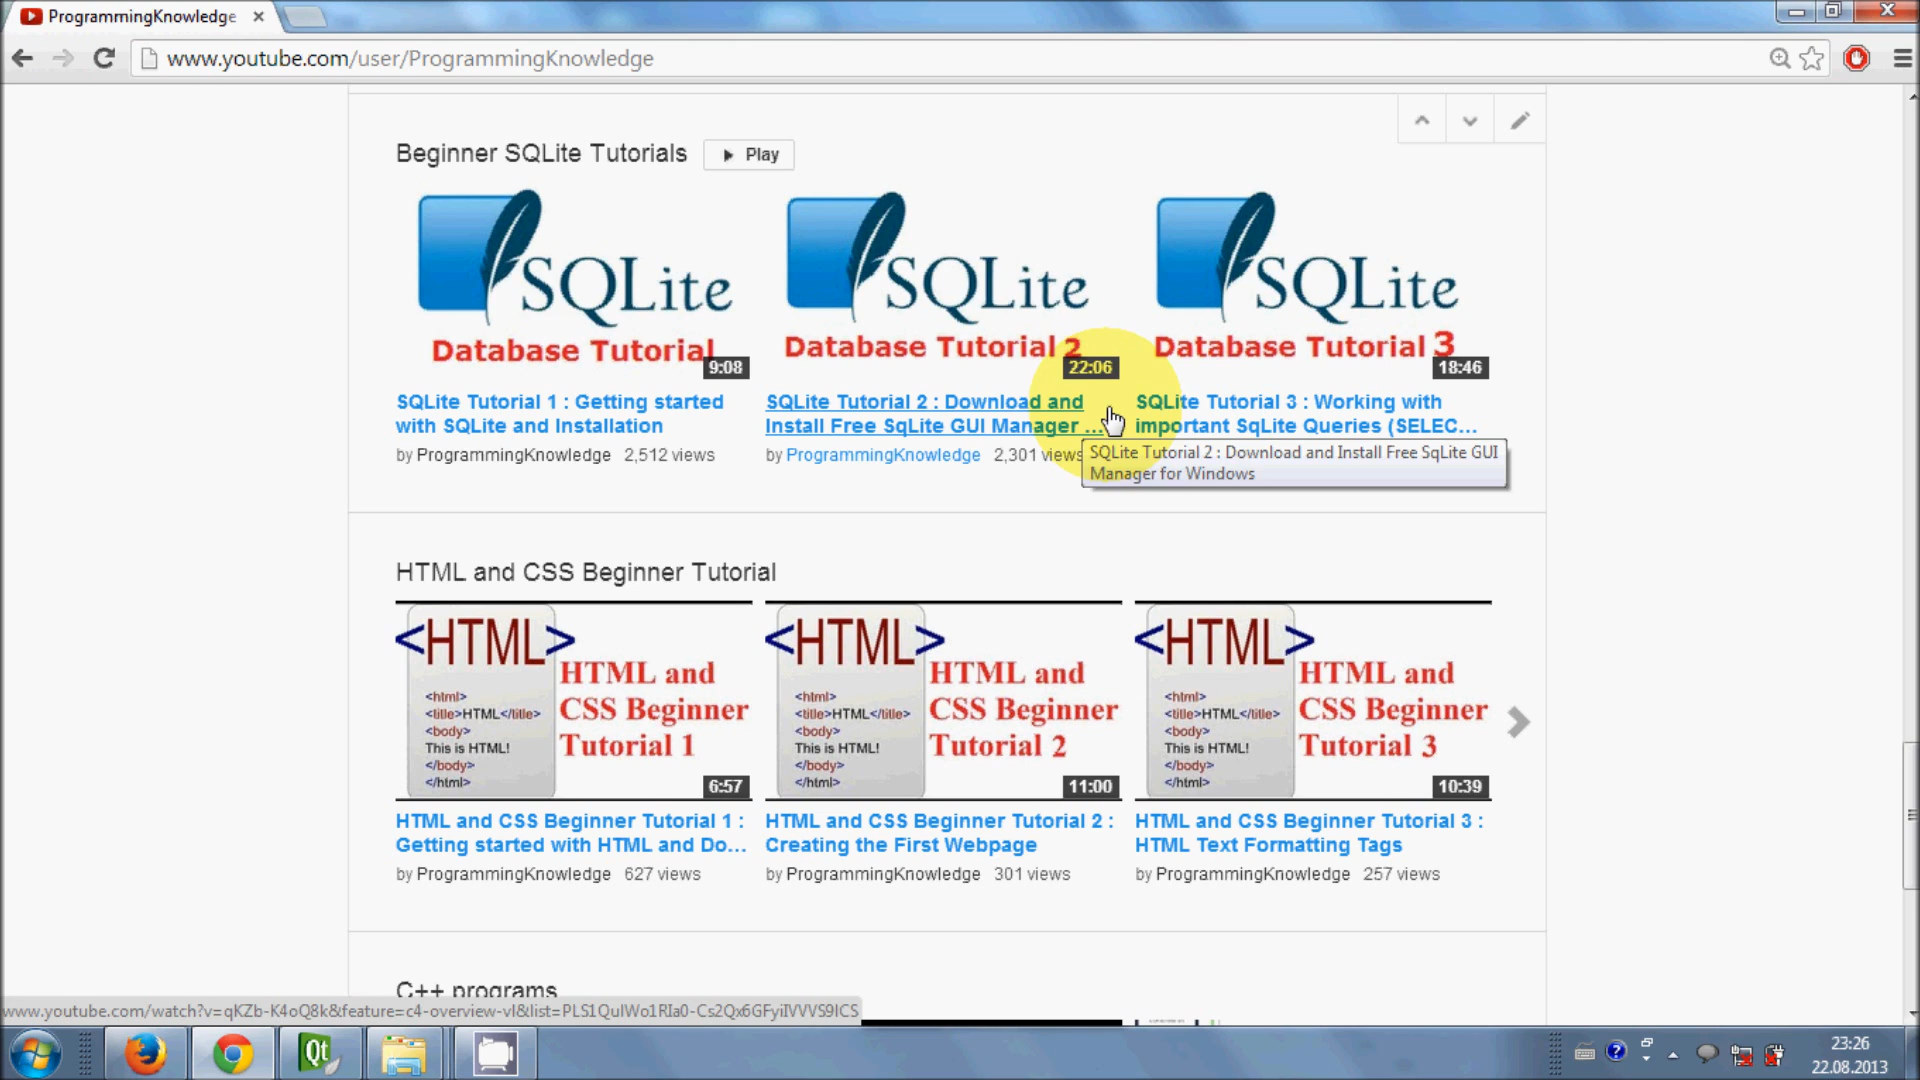 ProgrammingKnowledge
www.youtube.com/user/ProgrammingKnowledge
Beginner SQLite Tutorials
Play
SQLite
Database Tutorial
9:08
SQLite
Database Tutorial 2
22:06
SQLite
Database Tutorial 3
18:46
SQLite Tutorial 1 : Getting started
with SQLite and Installation
by ProgrammingKnowledge 2,512 views
SQLite Tutorial 2 : Download and
Install Free SqLite GUI Manager ...
by ProgrammingKnowledge 2,301 views
SQLite Tutorial 3 : Working with
important SqLite Queries (SELEC...
SQLite Tutorial 2 : Download and Install Free SqLite GUI
Manager for Windows
HTML and CSS Beginner Tutorial
<HTML>
<html>
<title>HTML</title>
<body>
This is HTML!
</body>
</html>
HTML and
CSS Beginner
Tutorial 1
6:57
<HTML>
<html>
<title>HTML</title>
<body>
This is HTML!
</body>
</html>
HTML and
CSS Beginner
Tutorial 2
11:00
<HTML>
<html>
<title>HTML</title>
<body>
This is HTML!
</body>
</html>
HTML and
CSS Beginner
Tutorial 3
10:39
HTML and CSS Beginner Tutorial 1 :
Getting started with HTML and Do...
by ProgrammingKnowledge 627 views
HTML and CSS Beginner Tutorial 2 :
Creating the First Webpage
by ProgrammingKnowledge 301 views
HTML and CSS Beginner Tutorial 3 :
HTML Text Formatting Tags
by ProgrammingKnowledge 257 views
C++ programs
www.youtube.com/watch?v=qKZb-K4oQ8k&feature=c4-overview-vl&list=PLS1QulWo1RIa0-Cs2Qx6GFyiIVVVS9ICS
Qt
23:26
22.08.2013